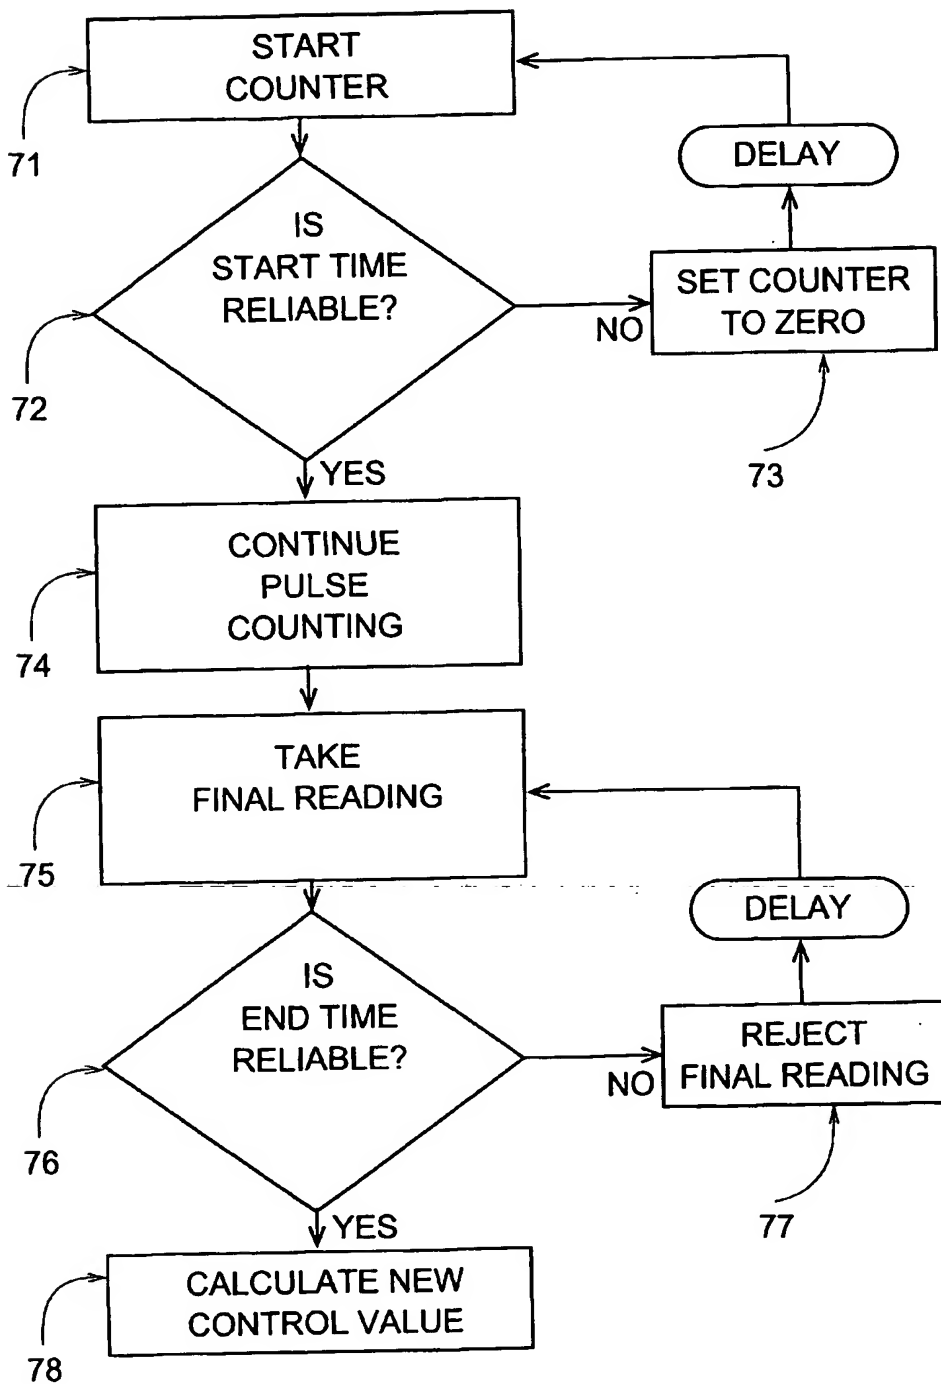 START
COUNTER
71
DELAY
IS
START TIME
RELIABLE?
72
NO
SET COUNTER
TO ZERO
73
YES
CONTINUE
PULSE
COUNTING
74
TAKE
FINAL READING
75
DELAY
IS
END TIME
RELIABLE?
76
NO
REJECT
FINAL READING
77
YES
CALCULATE NEW
CONTROL VALUE
78